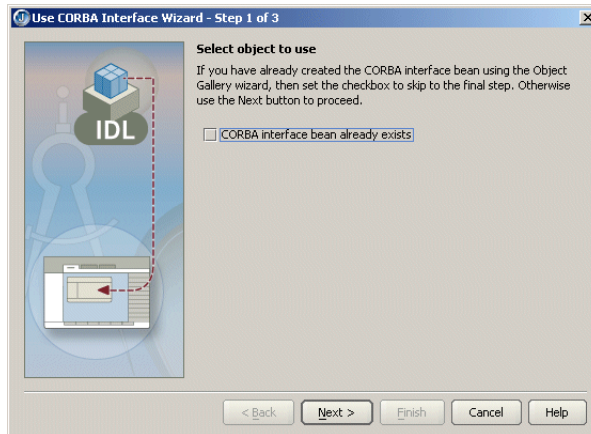 Use CORBA Interface Wizard - Step 1 of 3
Select object to use
If you have already created the CORBA interface bean using the Object
Gallery wizard, then set the checkbox to skip to the final step. Otherwise
use the Next button to proceed.
IDL
CORBA interface bean already exists
< Back
Next >
Finish
Cancel
Help